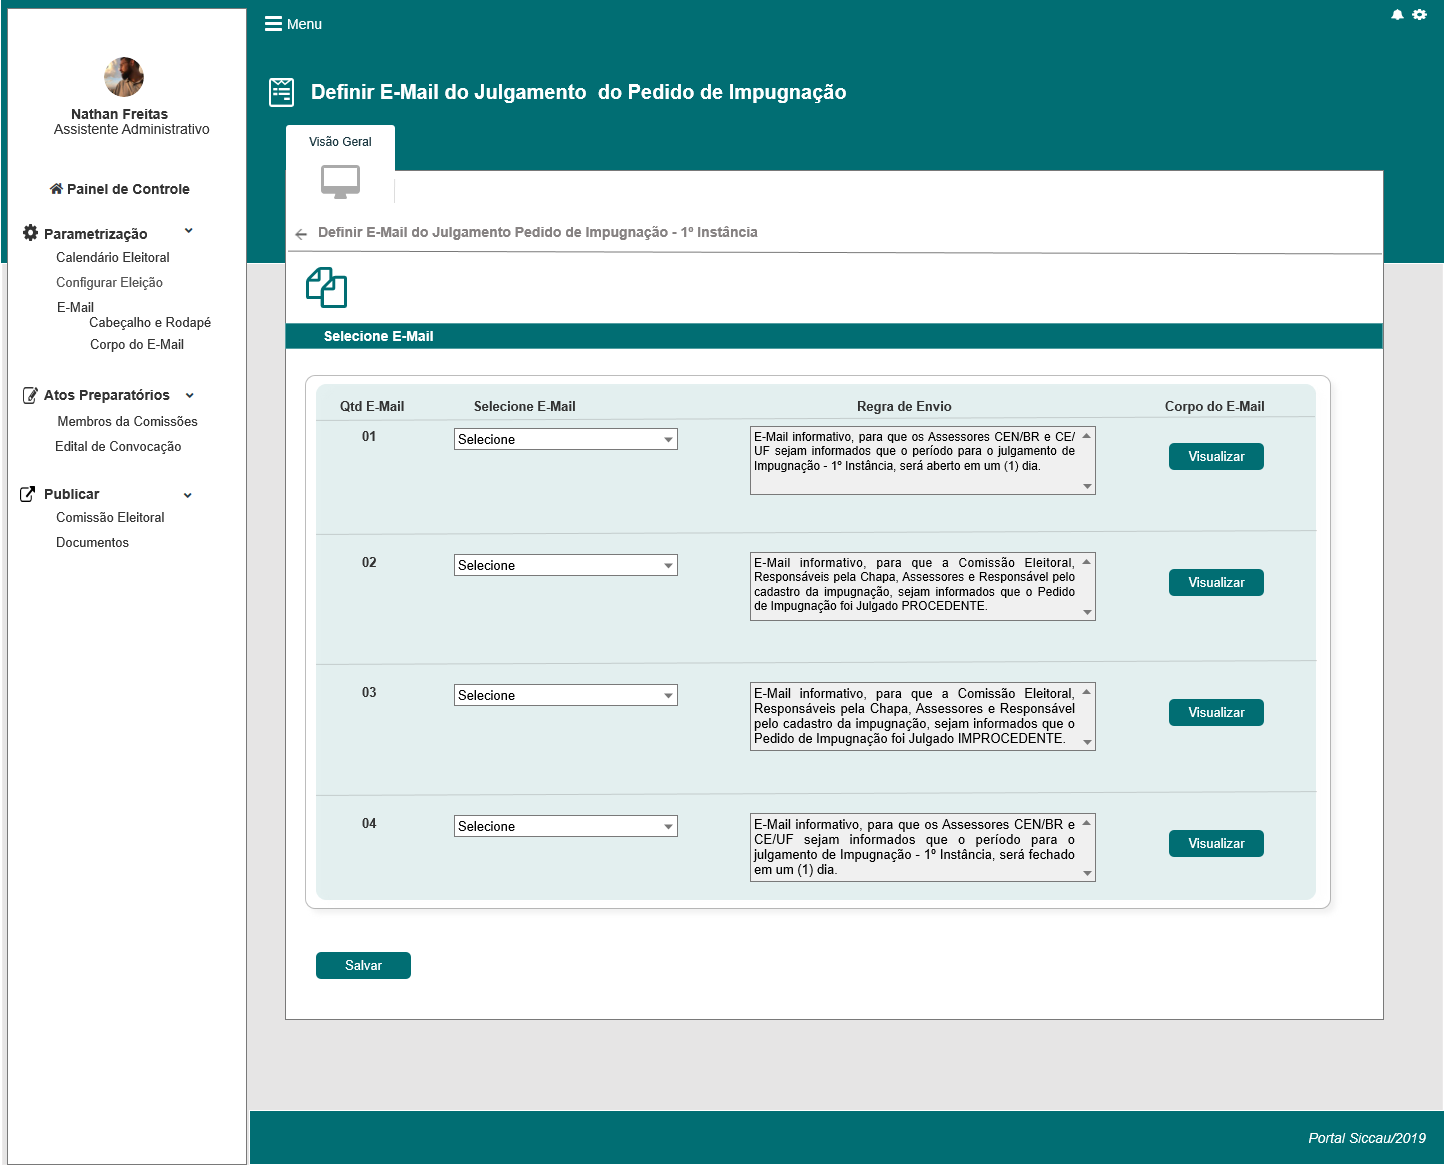 Menu
Nathan Freitas
Assistente Administrativo
Painel de Controle
Parametrização
Calendário Eleitoral
Configurar Eleição
E-Mail
Cabeçalho e Rodapé
Corpo do E-Mail
Atos Preparatórios
Membros da Comissões
Edital de Convocação
Publicar
Comissão Eleitoral
Documentos
Definir E-Mail do Julgamento do Pedido de Impugnação
Visão Geral
Definir E-Mail do Julgamento Pedido de Impugnação - 1º Instância
Selecione E-Mail
Qtd E-Mail Selecione E-Mail Regra de Envio Corpo do E-Mail
01
Selecione
E-Mail informativo, para que os Assessores CEN/BR e CE/
UF sejam informados que o período para o julgamento de
Impugnação - 1º Instância, será aberto em um (1) dia.
Visualizar
02
Selecione
E-Mail informativo, para que a Comissão Eleitoral,
Responsáveis pela Chapa, Assessores e Responsável pelo
cadastro da impugnação, sejam informados que o Pedido
de Impugnação foi Julgado PROCEDENTE.
Visualizar
03
Selecione
E-Mail informativo, para que a Comissão Eleitoral,
Responsáveis pela Chapa, Assessores e Responsável
pelo cadastro da impugnação, sejam informados que o
Pedido de Impugnação foi Julgado IMPROCEDENTE.
Visualizar
04
Selecione
E-Mail informativo, para que os Assessores CEN/BR e
CE/UF sejam informados que o período para o
julgamento de Impugnação - 1º Instância, será fechado
em um (1) dia.
Visualizar
Salvar
Portal Siccau/2019